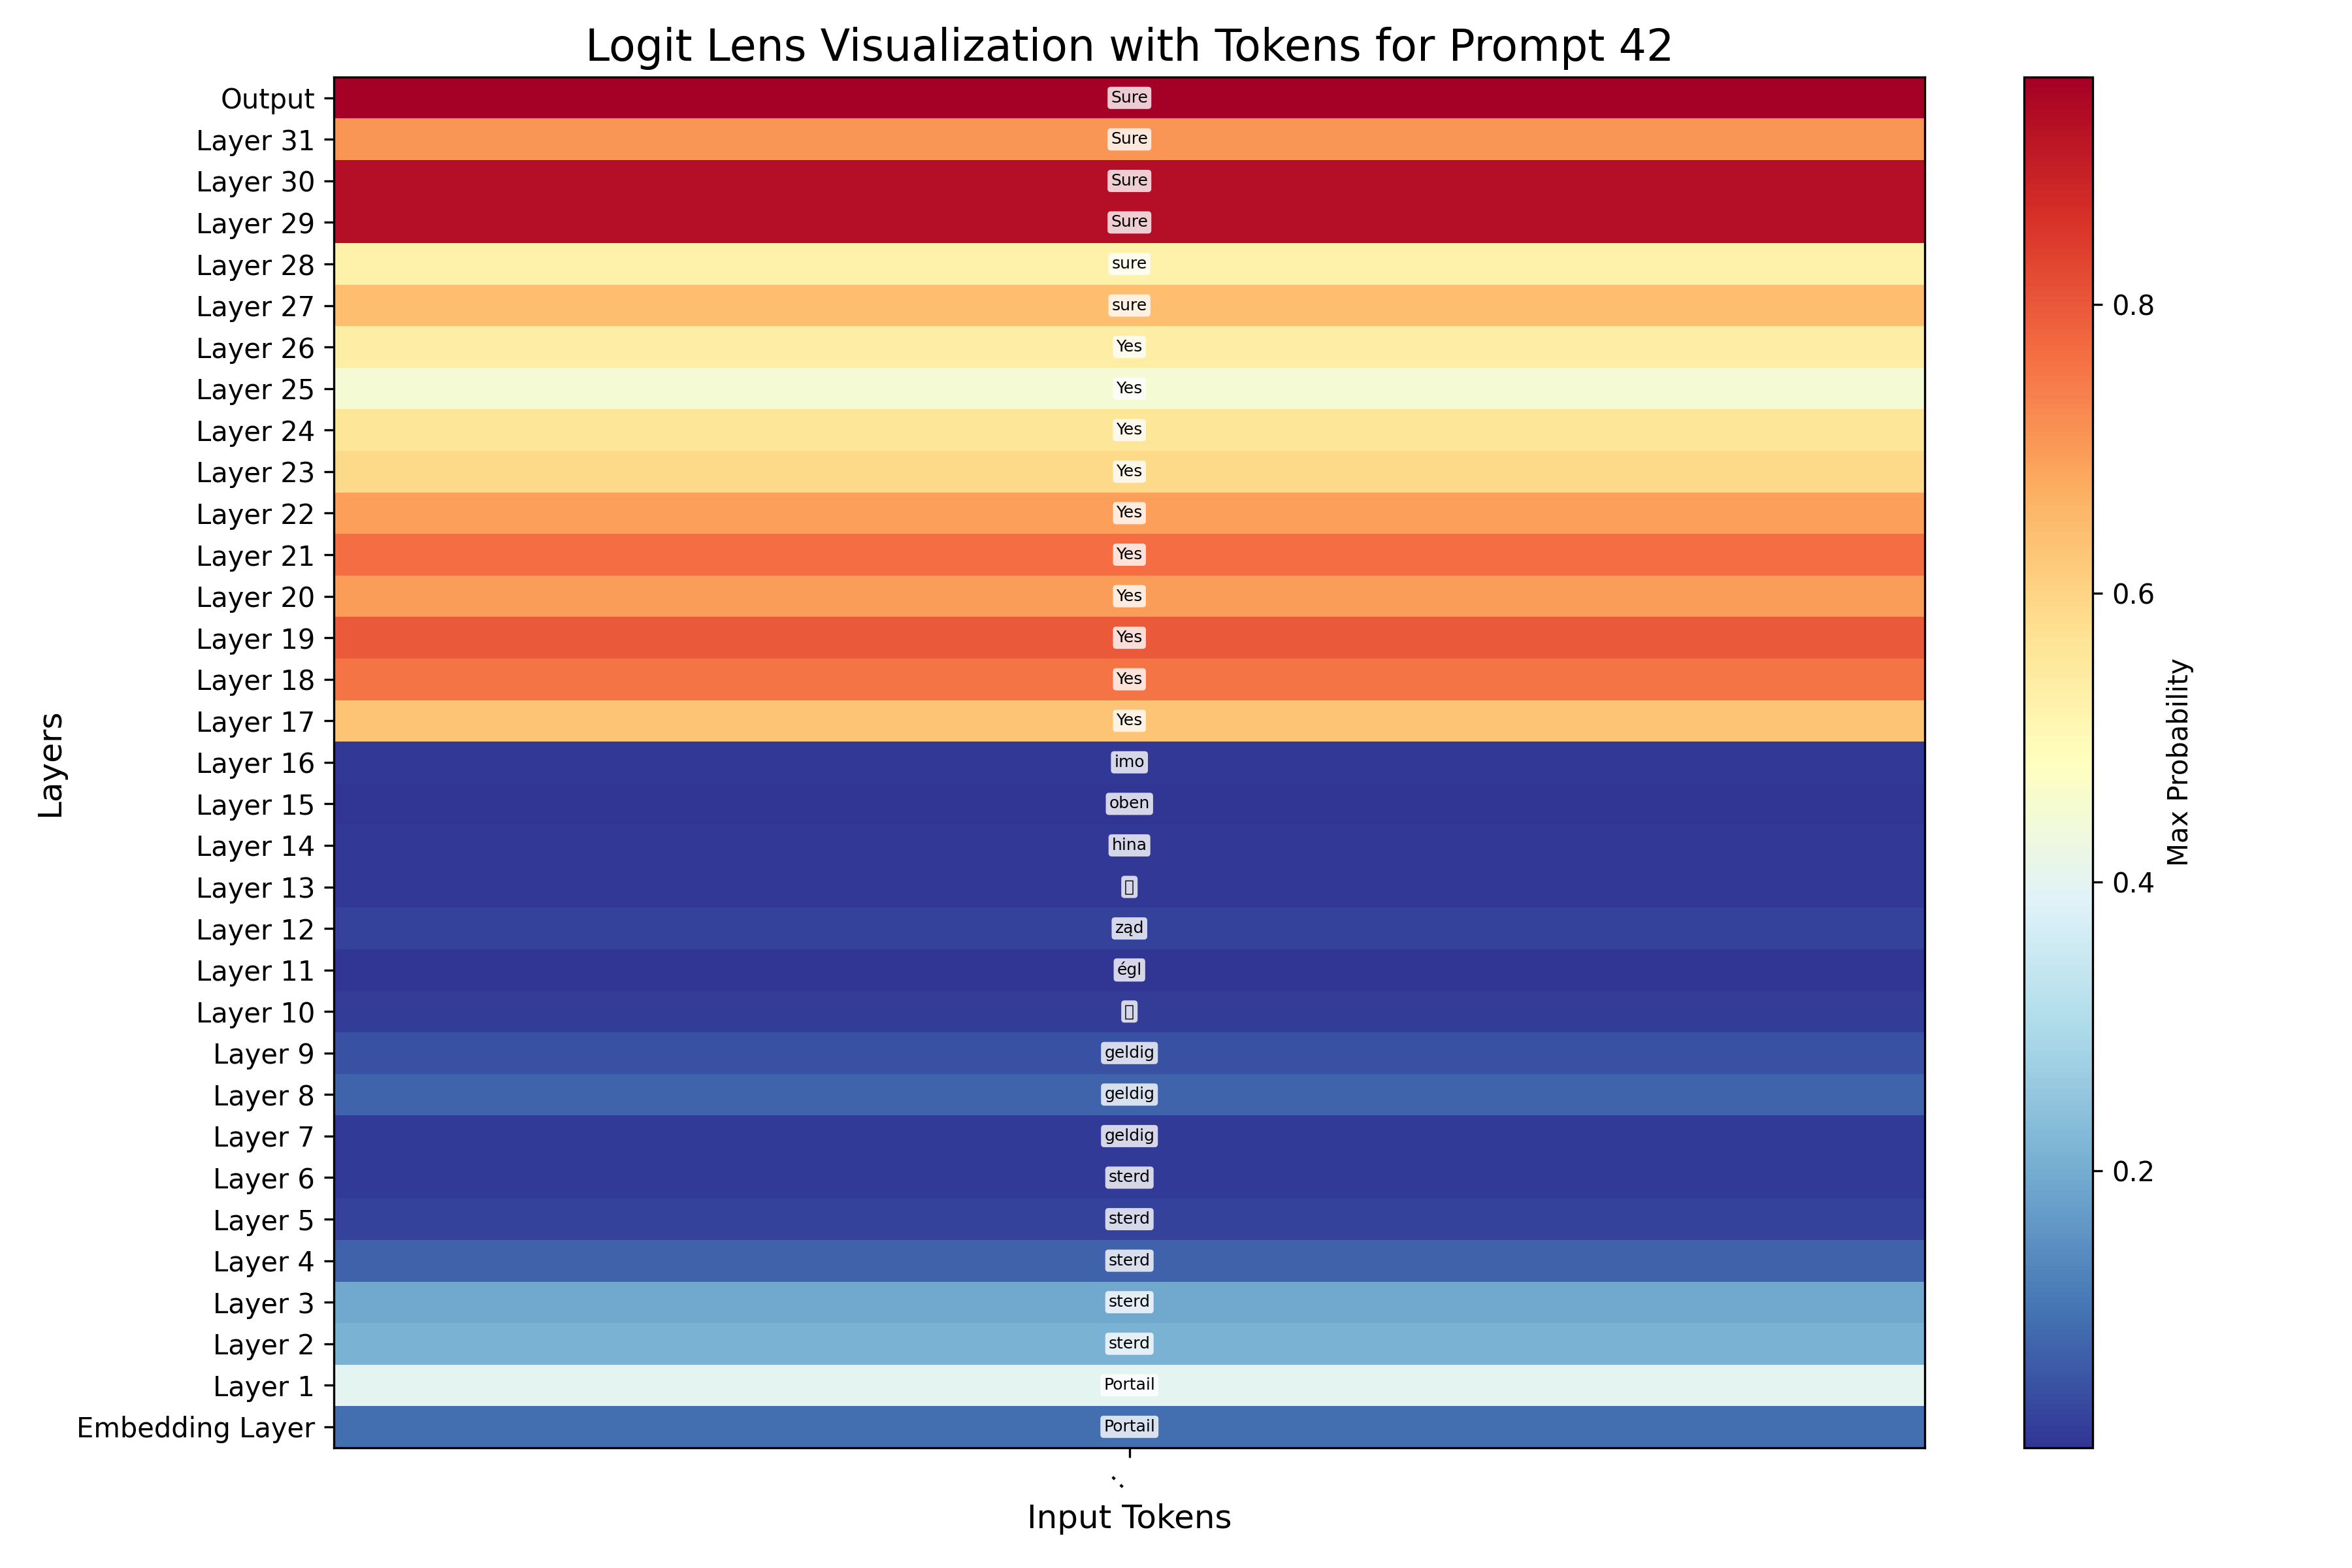 Logit Lens Visualization with Tokens for Prompt 42
Output Sure
Layer 31 Sure
Layer 30 Sure
Layer 29 Sure
Layer 28 sure
Layer 27 sure
Layer 26 Yes
Layer 25 Yes
Layer 24 Yes
Layer 23 Yes
Layer 22 Yes
Layer 21 Yes
Layer 20 Yes
Layer 19 Yes
Layer 18 Yes
Layer 17 Yes
Layer 16 imo
Layer 15 oben
Layer 14 hina
Layer 13
Layer 12 ząd
Layer 11 égl
Layer 10
Layer 9 geldig
Layer 8 geldig
Layer 7 geldig
Layer 6 sterd
Layer 5 sterd
Layer 4 sterd
Layer 3 sterd
Layer 2 sterd
Layer 1 Portail
Embedding Layer Portail
:
Input Tokens
Layers
0.8
0.6
0.4
0.2
Max Probability